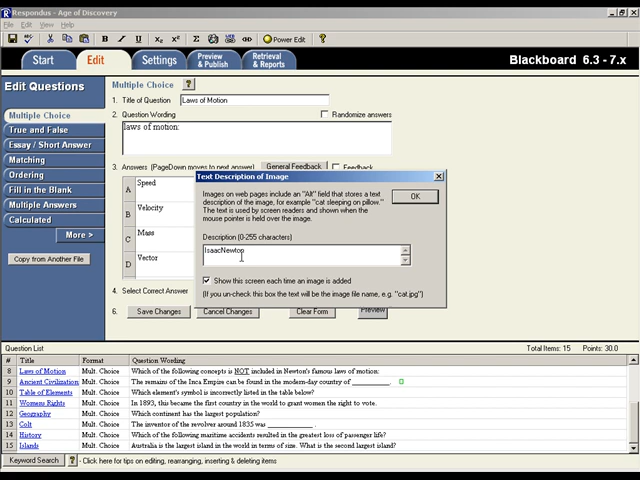 Respondus - Age of Discovery
File Edit View Help
B I U X₂ X² Power Edit ?
Start Edit Settings Preview & Publish Retrieval & Reports Blackboard 6.3 - 7.x
Edit Questions
Multiple Choice
True and False
Essay / Short Answer
Matching
Ordering
Fill in the Blank
Multiple Answers
Calculated
More >
Copy from Another File
Multiple Choice ?
1. Title of Question Laws of Motion
2. Question Wording Randomize answers
laws of motion:
3. Answers (PageDown moves to next answer) General Feedback Feedback
A Speed
B Velocity
C Mass
D Vector
4. Select Correct Answer
6. Save Changes Cancel Changes Clear Form Preview
Text Description of Image
Images on web pages include an "Alt" field that stores a text
description of the image, for example "cat sleeping on pillow."
The text is used by screen readers and shown when the
mouse pointer is held over the image.
OK
Description (0-255 characters)
IsaacNewton
Show this screen each time an image is added
(If you un-check this box the text will be the image file name, e.g. "cat.jpg")
Question List Total Items: 15 Points: 30.0
# Title Format Question Wording
8 Laws of Motion Mult. Choice Which of the following concepts is NOT included in Newton's famous laws of motion:
9 Ancient Civilization: Mult. Choice The remains of the Inca Empire can be found in the modern-day country of __________.
10 Table of Elements Mult. Choice Which element's symbol is incorrectly listed in the table below?
11 Womens Rights Mult. Choice In 1893, this became the first country in the world to grant women the right to vote.
12 Geography Mult. Choice Which continent has the largest population?
13 Colt Mult. Choice The inventor of the revolver around 1835 was ____________ .
14 History Mult. Choice Which of the following maritime accidents resulted in the greatest loss of passenger life?
15 Islands Mult. Choice Australia is the largest island in the world in terms of size. What is the second largest island?
Keyword Search ? - Click here for tips on editing, rearranging, inserting & deleting items